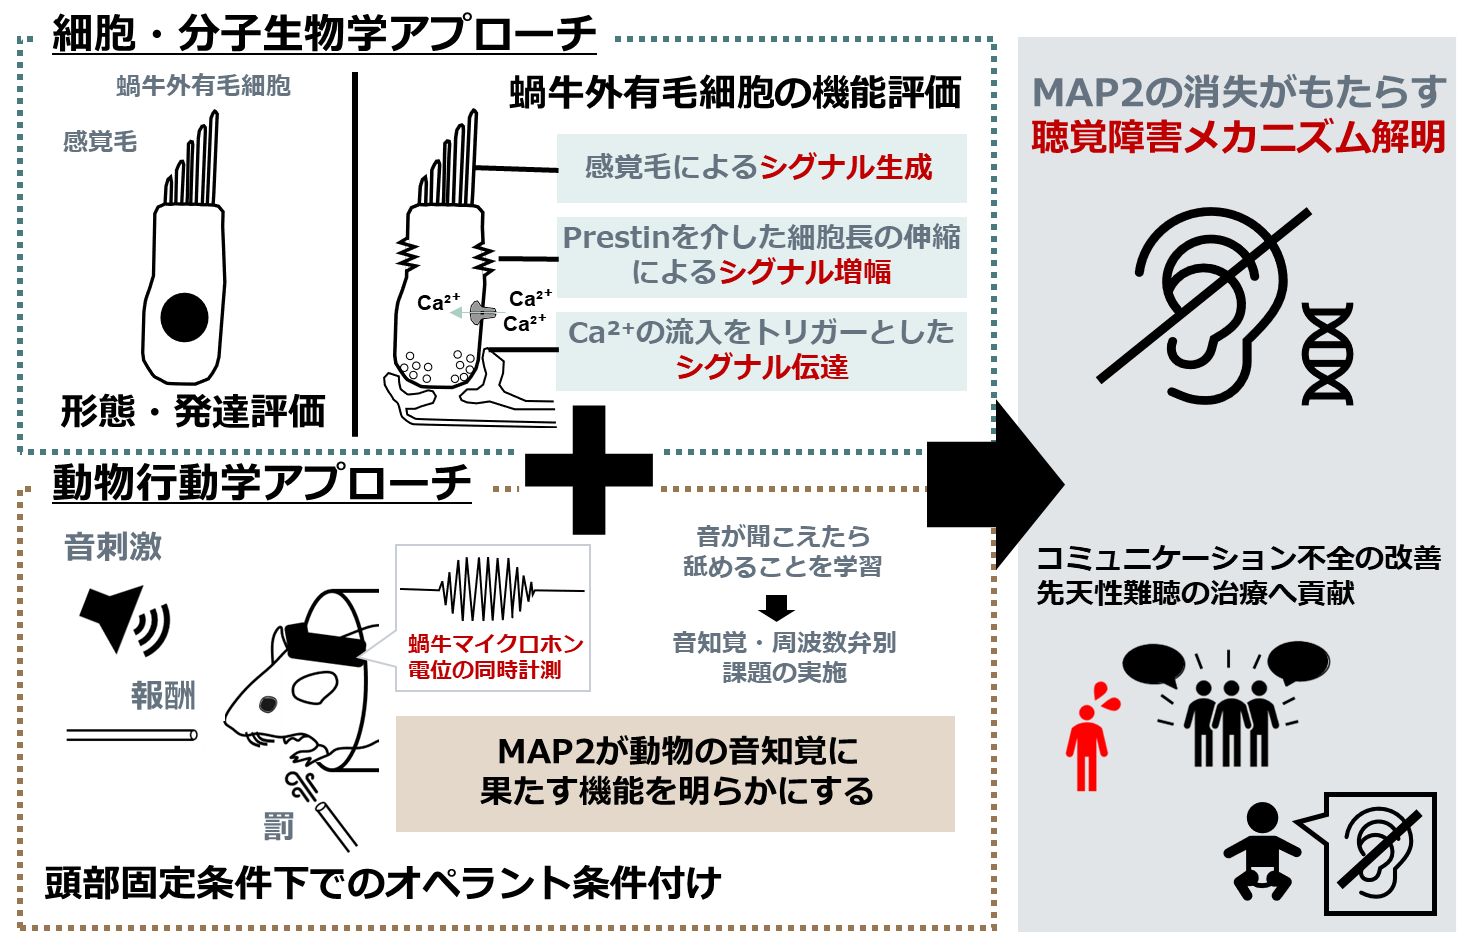 細胞・分子生物学アプローチ
蝸牛外有毛細胞
感覚毛
形態・発達評価
蝸牛外有毛細胞の機能評価
感覚毛によるシグナル生成
Prestinを介した細胞長の伸縮
によるシグナル増幅
Ca²⁺
Ca²⁺
Ca²⁺
Ca²⁺の流入をトリガーとした
シグナル伝達
動物行動学アプローチ
音刺激
報酬
罰
蝸牛マイクロホン
電位の同時計測
音が聞こえたら
舐めることを学習
音知覚・周波数弁別
課題の実施
MAP2が動物の音知覚に
果たす機能を明らかにする
頭部固定条件下でのオペラント条件付け
MAP2の消失がもたらす
聴覚障害メカニズム解明
コミュニケーション不全の改善
先天性難聴の治療へ貢献